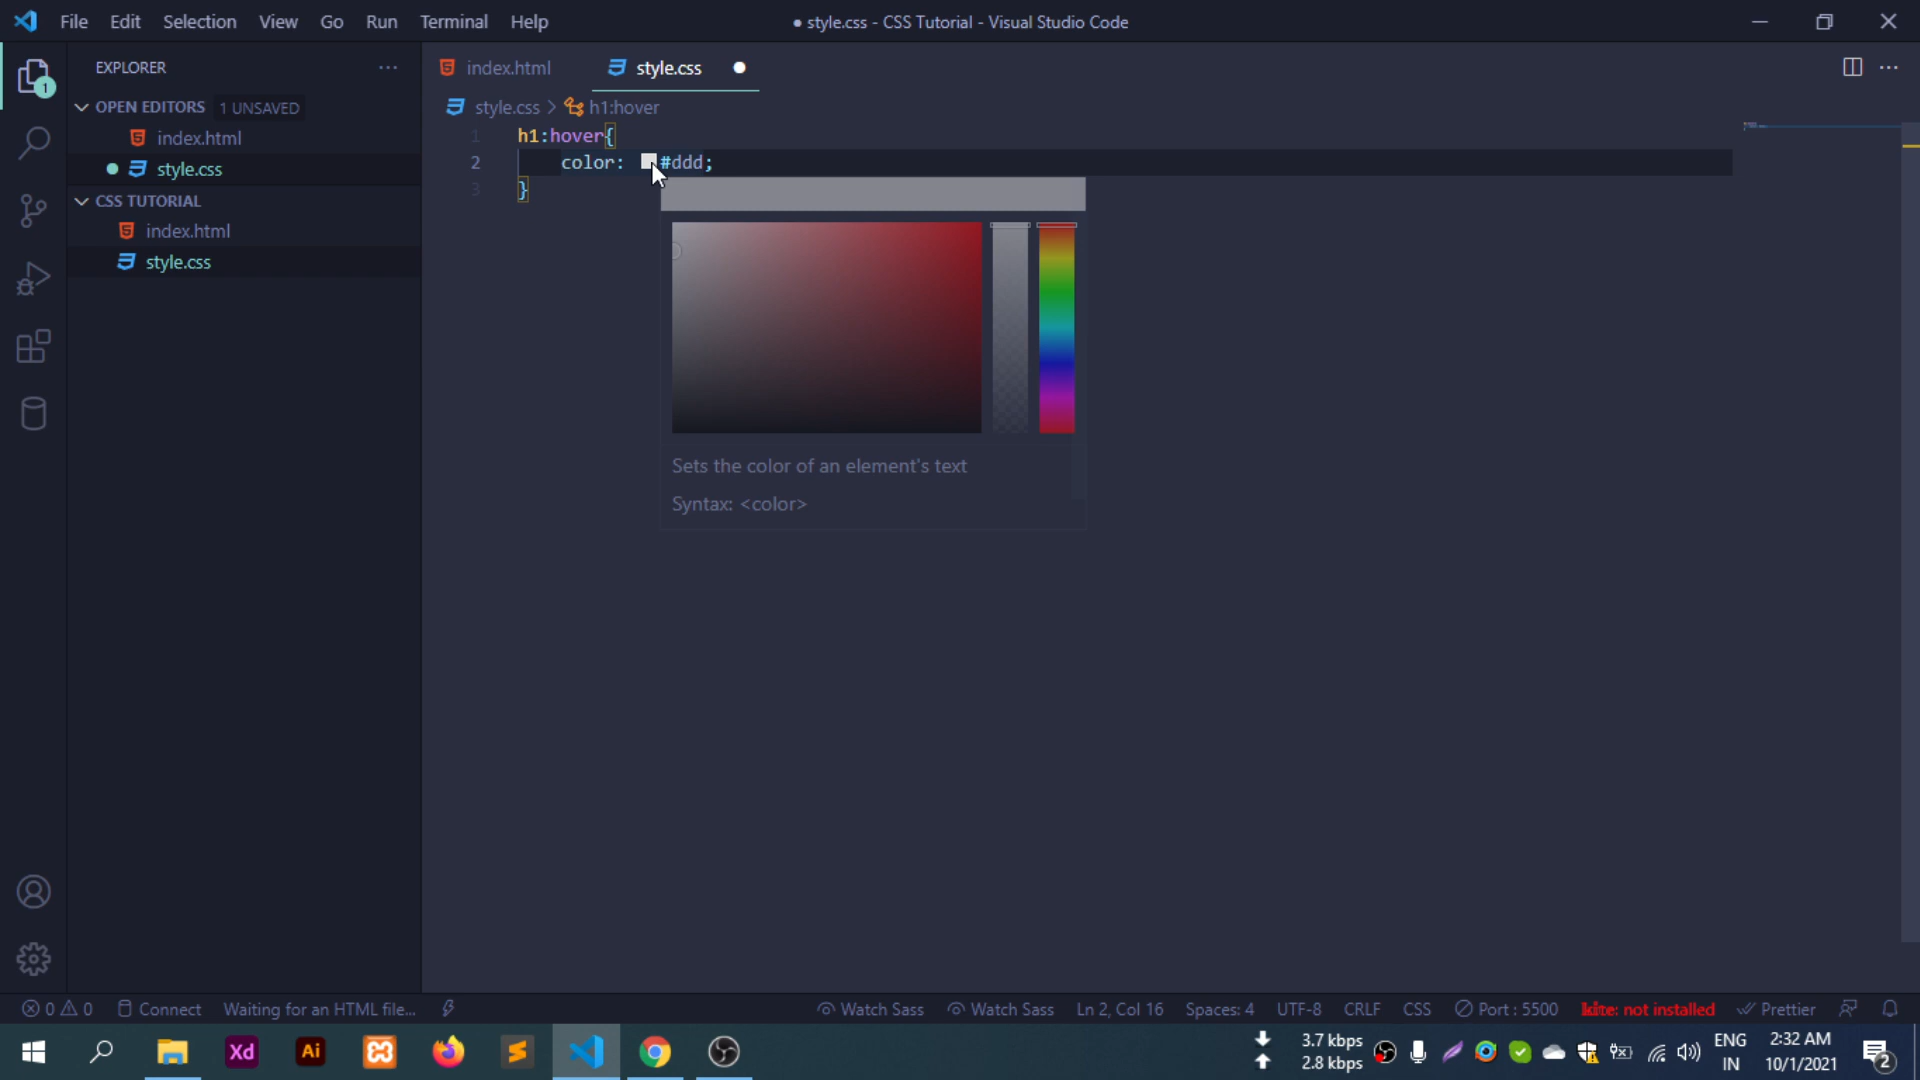 File Edit Selection View Go Run Terminal Help
● style.css - CSS Tutorial - Visual Studio Code
EXPLORER
1
OPEN EDITORS 1 UNSAVED
index.html
style.css
CSS TUTORIAL
index.html
style.css
index.html
style.css
style.css > h1:hover
1 h1:hover{
2 color: #ddd;
3 }
Sets the color of an element's text
Syntax: <color>
0 0 Connect Waiting for an HTML file... Watch Sass Watch Sass Ln 2, Col 16 Spaces: 4 UTF-8 CRLF CSS Port : 5500 kite: not installed Prettier
Xd Ai
3.7 kbps
2.8 kbps
ENG
IN
2:32 AM
10/1/2021
2